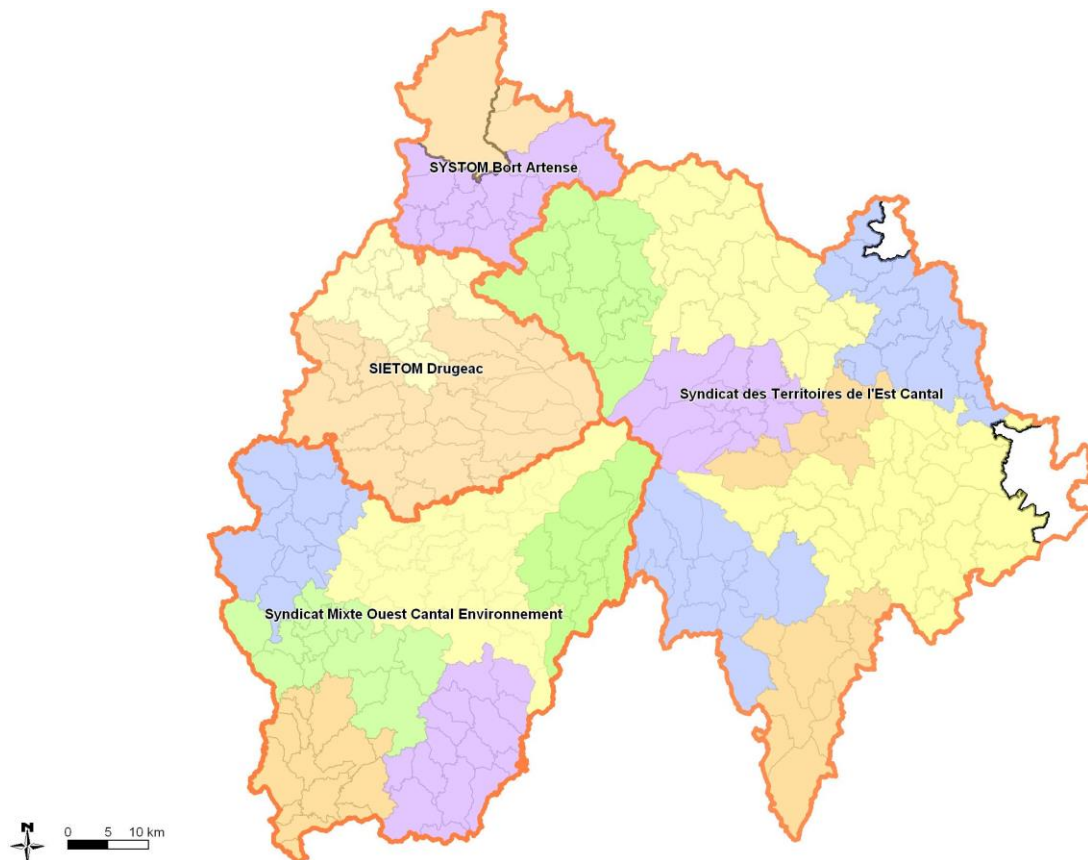 SYSTOM Bort Artense
SIETOM Drugeac
Syndicat des Territoires de l'Est Cantal
Syndicat Mixte Ouest Cantal Environnement
N
0 5 10 km